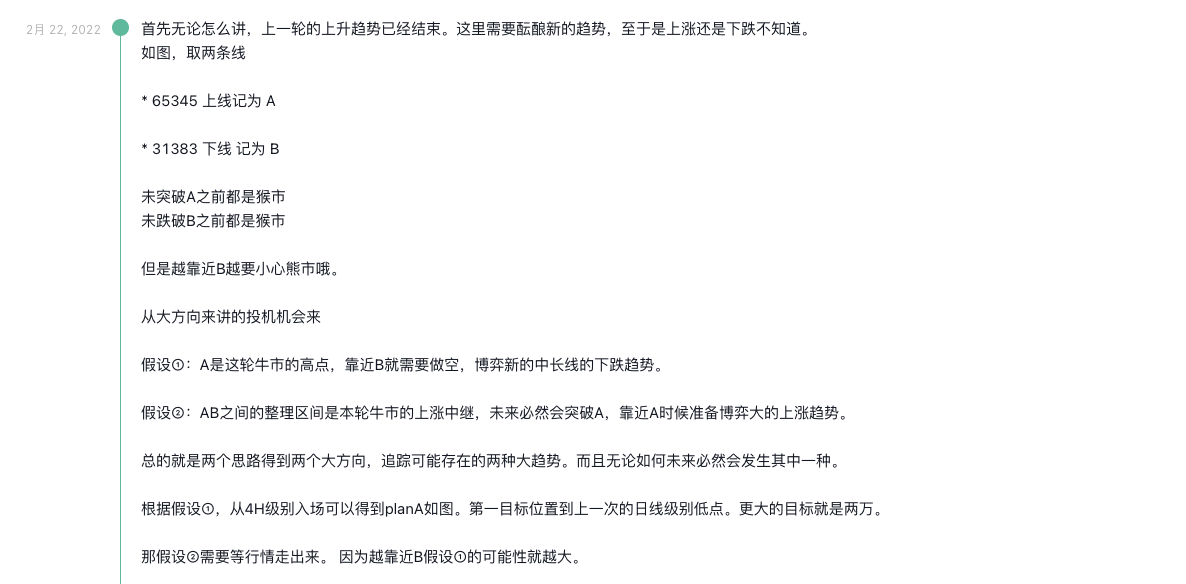 2月 22, 2022
首先无论怎么讲，上一轮的上升趋势已经结束。这里需要酝酿新的趋势，至于是上涨还是下跌不知道。
如图，取两条线
* 65345 上线记为 A
* 31383 下线 记为 B
未突破A之前都是猴市
未跌破B之前都是猴市
但是越靠近B越要小心熊市哦。
从大方向来讲的投机机会来
假设①：A是这轮牛市的高点，靠近B就需要做空，博弈新的中长线的下跌趋势。
假设②：AB之间的整理区间是本轮牛市的上涨中继，未来必然会突破A，靠近A时候准备博弈大的上涨趋势。
总的就是两个思路得到两个大方向，追踪可能存在的两种大趋势。而且无论如何未来必然会发生其中一种。
根据假设①，从4H级别入场可以得到planA如图。第一目标位置到上一次的日线级别低点。更大的目标就是两万。
那假设②需要等行情走出来。 因为越靠近B假设①的可能性就越大。